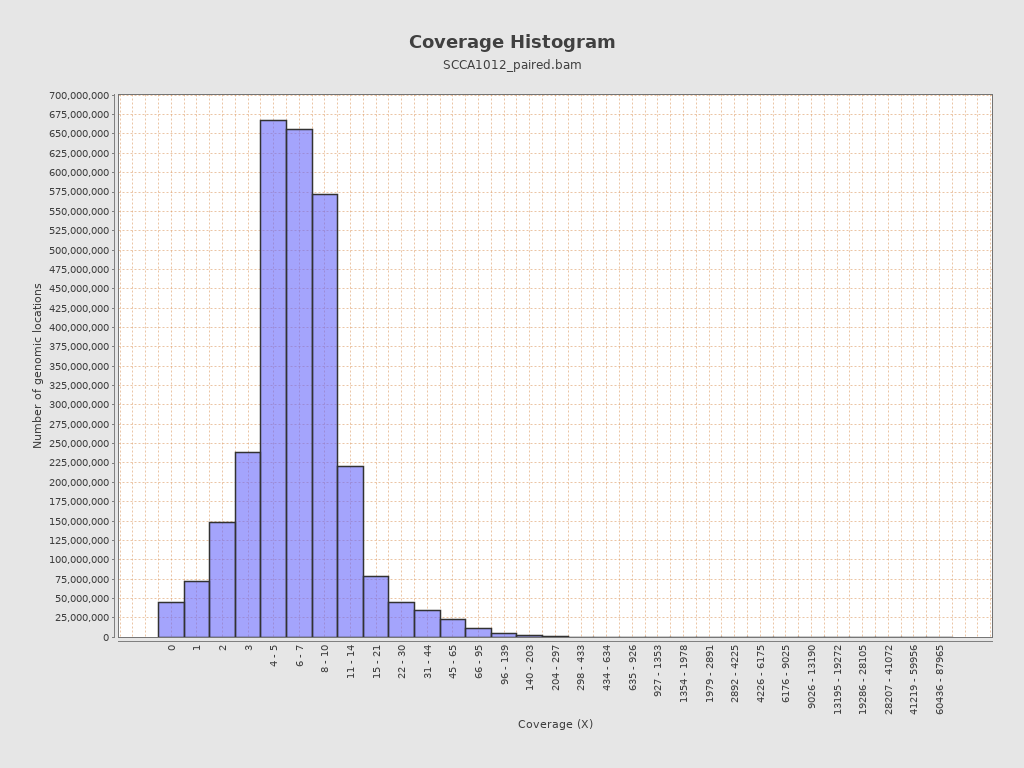 Coverage Histogram
SCCA1012_paired.bam
700,000,000
675,000,000
650,000,000
625,000,000
600,000,000
575,000,000
550,000,000
525,000,000
500,000,000
475,000,000
450,000,000
425,000,000
400,000,000
375,000,000
350,000,000
325,000,000
300,000,000
275,000,000
250,000,000
225,000,000
200,000,000
175,000,000
150,000,000
125,000,000
100,000,000
75,000,000
50,000,000
25,000,000
0
Number of genomic locations
0
1
2
3
4 - 5
6 - 7
8 - 10
11 - 14
15 - 21
22 - 30
31 - 44
45 - 65
66 - 95
96 - 139
140 - 203
204 - 297
298 - 433
434 - 634
635 - 926
927 - 1353
1354 - 1978
1979 - 2891
2892 - 4225
4226 - 6175
6176 - 9025
9026 - 13190
13195 - 19272
19286 - 28105
28207 - 41072
41219 - 59956
60436 - 87965
Coverage (X)